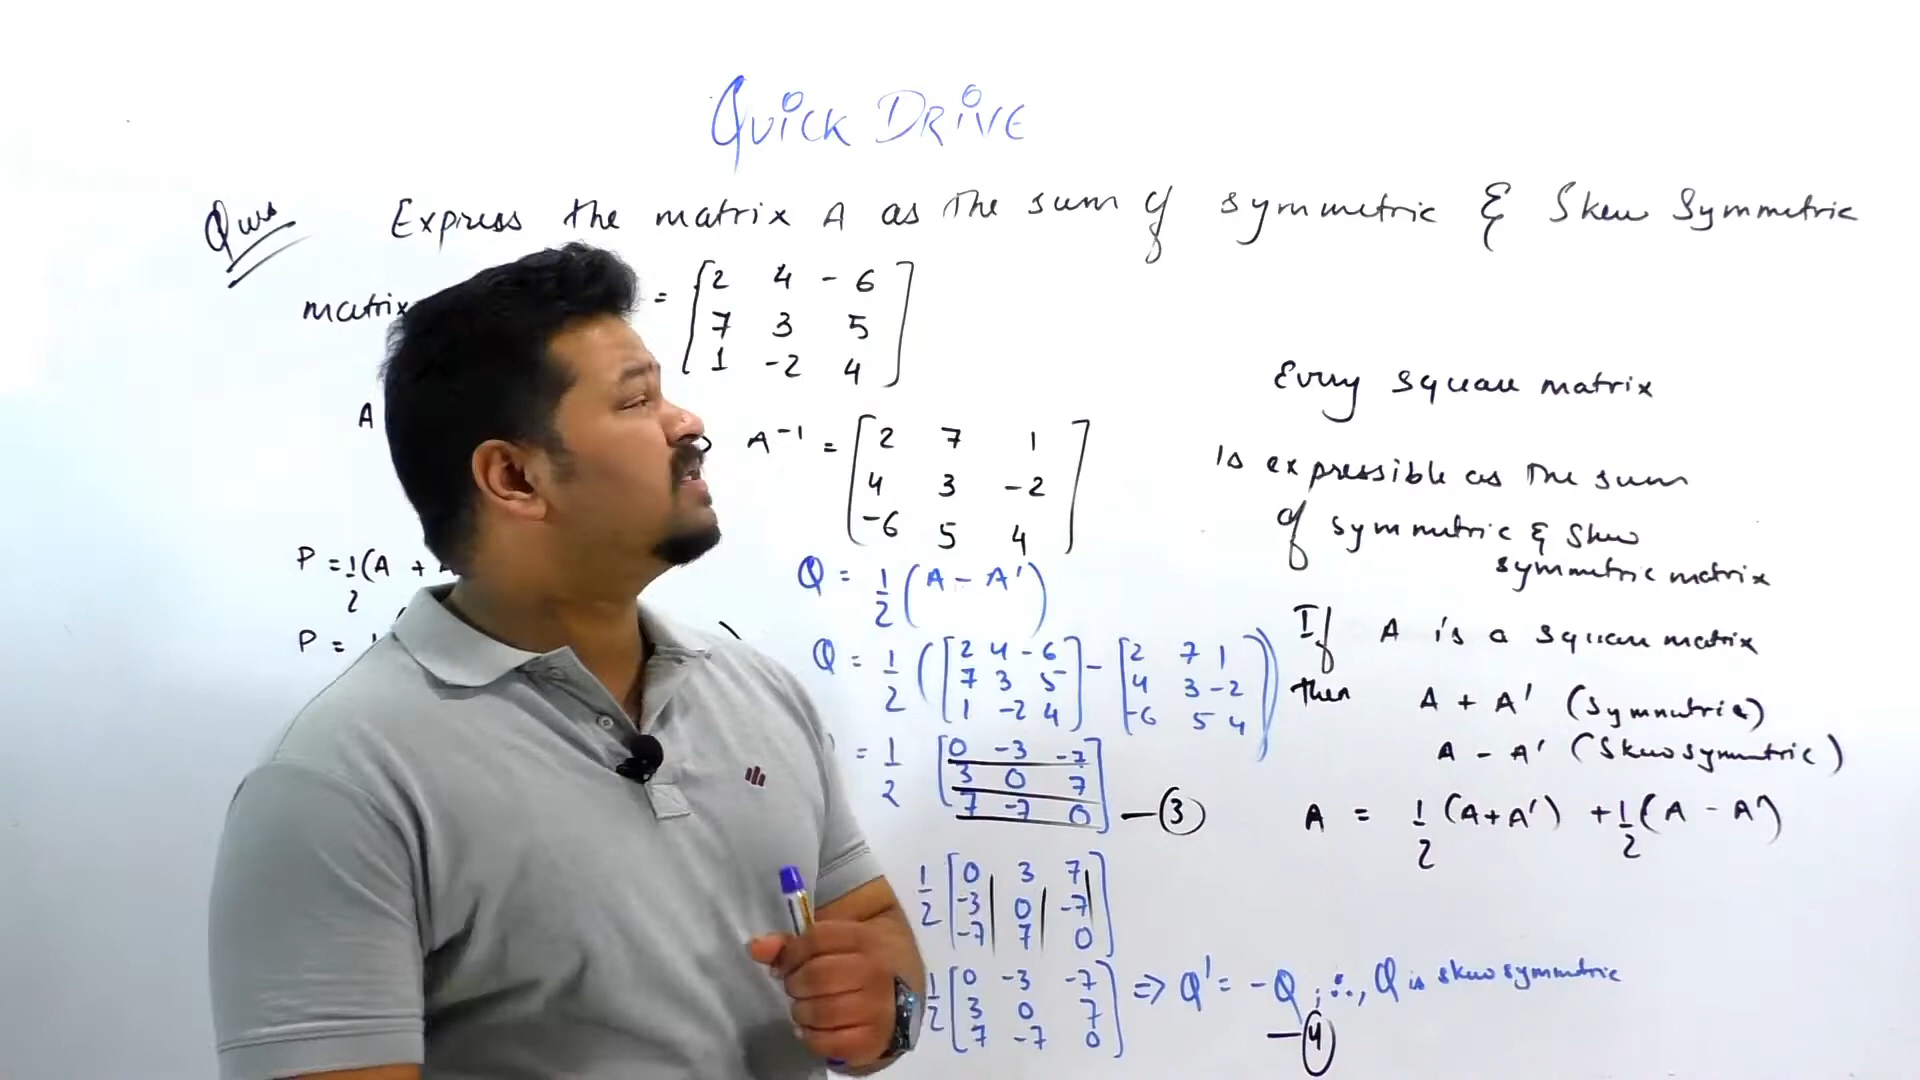 QUICK DRIVE
Ques Express the matrix A as the sum of symmetric & Skew Symmetric
matrix = [2 4 -6
7 3 5
1 -2 4]
A
A⁻¹ = [2 7 1
4 3 -2
-6 5 4]
P = 1/2 (A +
P =
Q = 1/2 (A - A')
Q = 1/2 ([2 4 -6
7 3 5
1 -2 4] - [2 7 1
4 3 -2
-6 5 4])
= 1/2 [0 -3 -7
3 0 7
7 -7 0] —③
1/2 [0 3 7
-3 0 -7
-7 7 0]
1/2 [0 -3 -7
3 0 7
7 -7 0] => Q' = -Q ; ∴, Q is skew symmetric
—④
Every square matrix
is expressible as the sum
of symmetric & skew
symmetric matrix
If A is a square matrix
then A + A' (symmetric)
A - A' (skew symmetric)
A = 1/2 (A+A') + 1/2 (A - A')